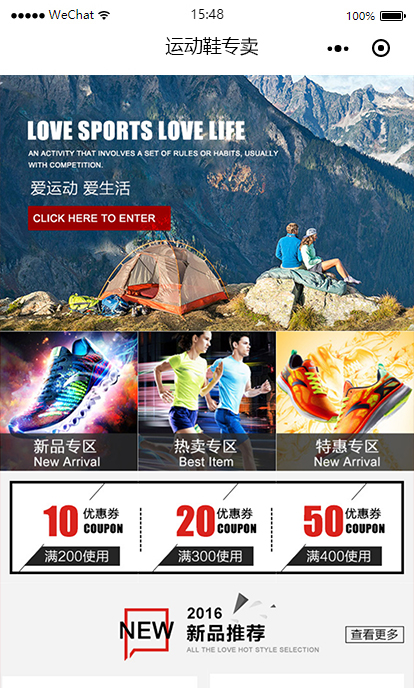 WeChat 15:48 100%
运动鞋专卖
LOVE SPORTS LOVE LIFE
AN ACTIVITY THAT INVOLVES A SET OF RULES OR HABITS, USUALLY
WITH COMPETITION.
爱运动 爱生活
CLICK HERE TO ENTER
新品专区 热卖专区 特惠专区
New Arrival Best Item New Arrival
10 优惠券 20 优惠券 50 优惠券
COUPON COUPON COUPON
满200使用 满300使用 满400使用
NEW 2016
新品推荐 查看更多
ALL THE LOVE HOT STYLE SELECTION